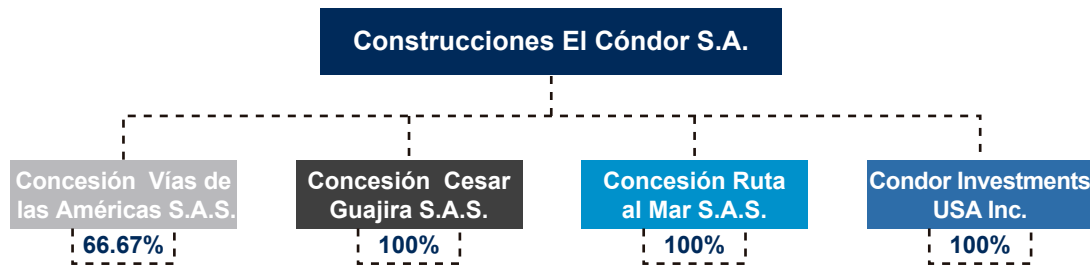 Construcciones El Cóndor S.A.
Concesión Vías de
las Américas S.A.S.
66.67%
Concesión Cesar
Guajira S.A.S.
100%
Concesión Ruta
al Mar S.A.S.
100%
Condor Investments
USA Inc.
100%